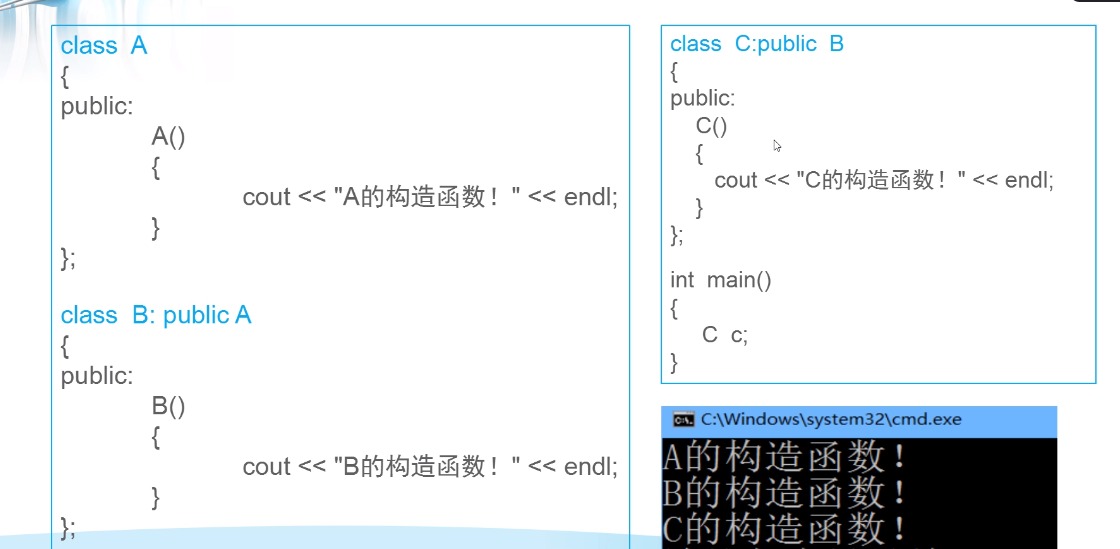 class  A
{
public:
A()
{
cout << "A的构造函数！" << endl;
}
};
class  B: public A
{
public:
B()
{
cout << "B的构造函数！" << endl;
}
};
class  C:public  B
{
public:
C()
{
cout << "C的构造函数！" << endl;
}
};
int  main()
{
C  c;
}
C:\Windows\system32\cmd.exe
A的构造函数！
B的构造函数！
C的构造函数！